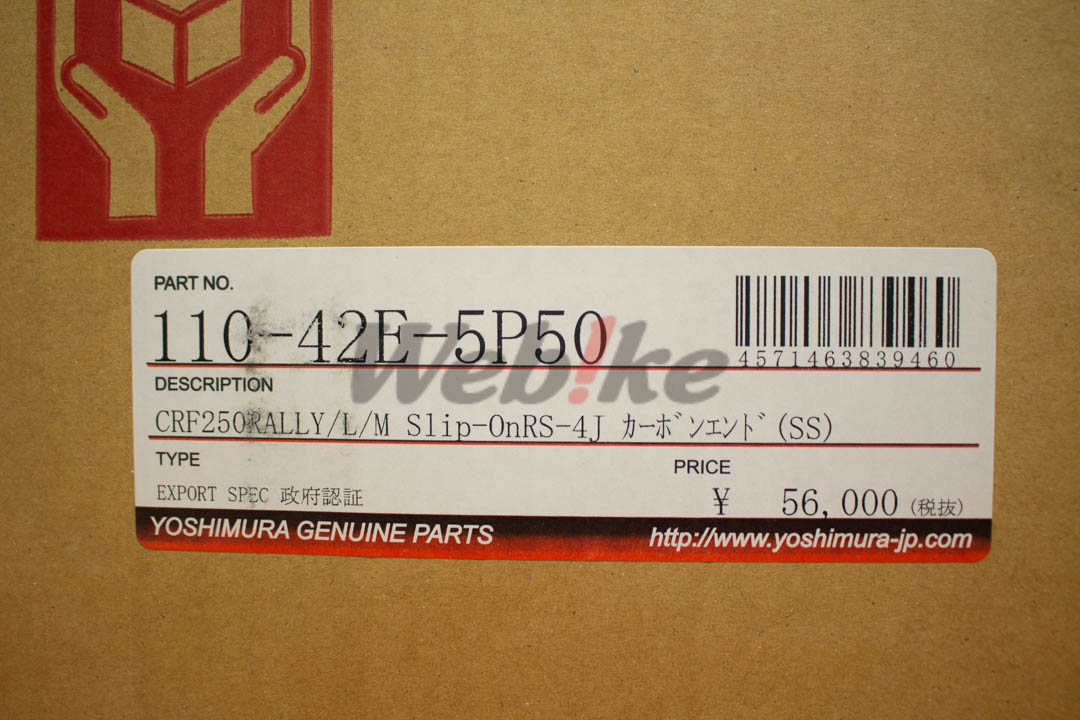 PART NO.
110-42E-5P50
4571463839460
Web!ke
DESCRIPTION
CRF250RALLY/L/M Slip-OnRS-4J ｶｰﾎﾞﾝｴﾝﾄﾞ(SS)
TYPE
PRICE
EXPORT SPEC 政府認証
¥ 56,000 (税抜)
YOSHIMURA GENUINE PARTS
http://www.yoshimura-jp.com